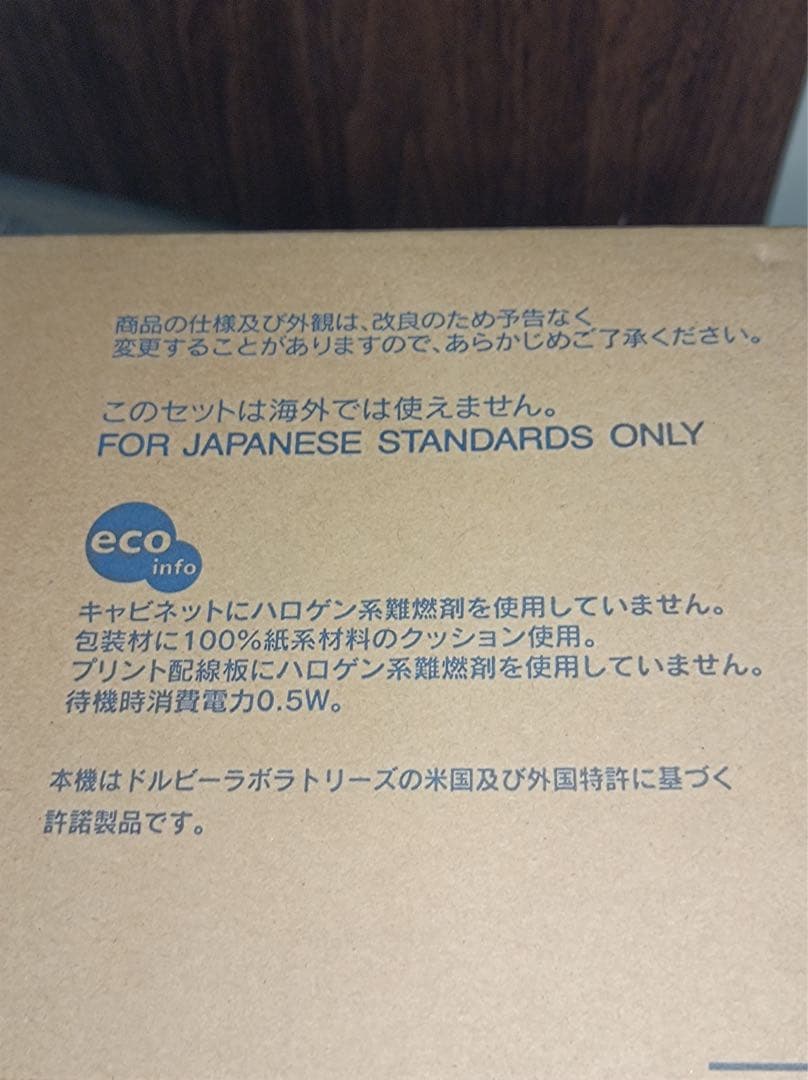 商品の仕様及び外観は、改良のため予告なく
変更することがありますので、あらかじめご了承ください。
このセットは海外では使えません。
FOR JAPANESE STANDARDS ONLY
eco
info
キャビネットにハロゲン系難燃剤を使用していません。
包装材に100%紙系材料のクッション使用。
プリント配線板にハロゲン系難燃剤を使用していません。
待機時消費電力0.5W。
本機はドルビーラボラトリーズの米国及び外国特許に基づく
許諾製品です。